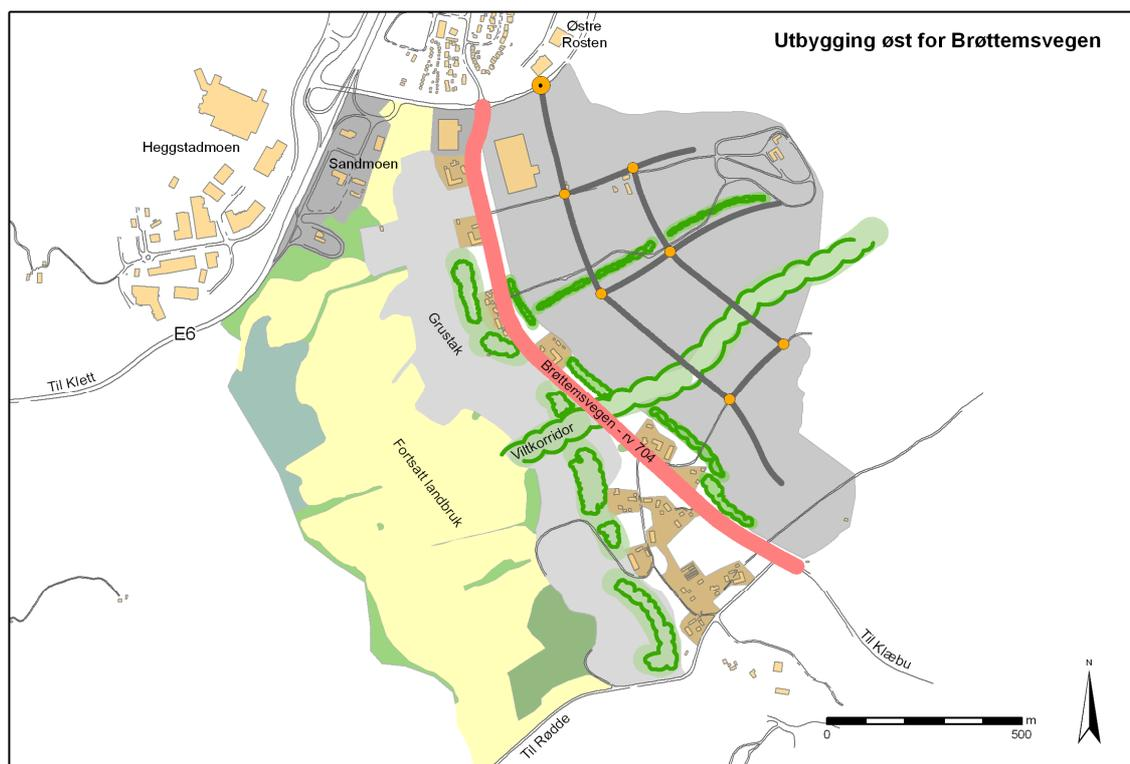 Østre
Rosten
Utbygging øst for Brøttemsvegen
Heggstadmoen
Sandmoen
E6
Grustak
Til Klett
Brøttemsvegen - rv 704
Viltkorridor
Fortsatt landbruk
Til Klæbu
N
m
0
500
Til Rødde